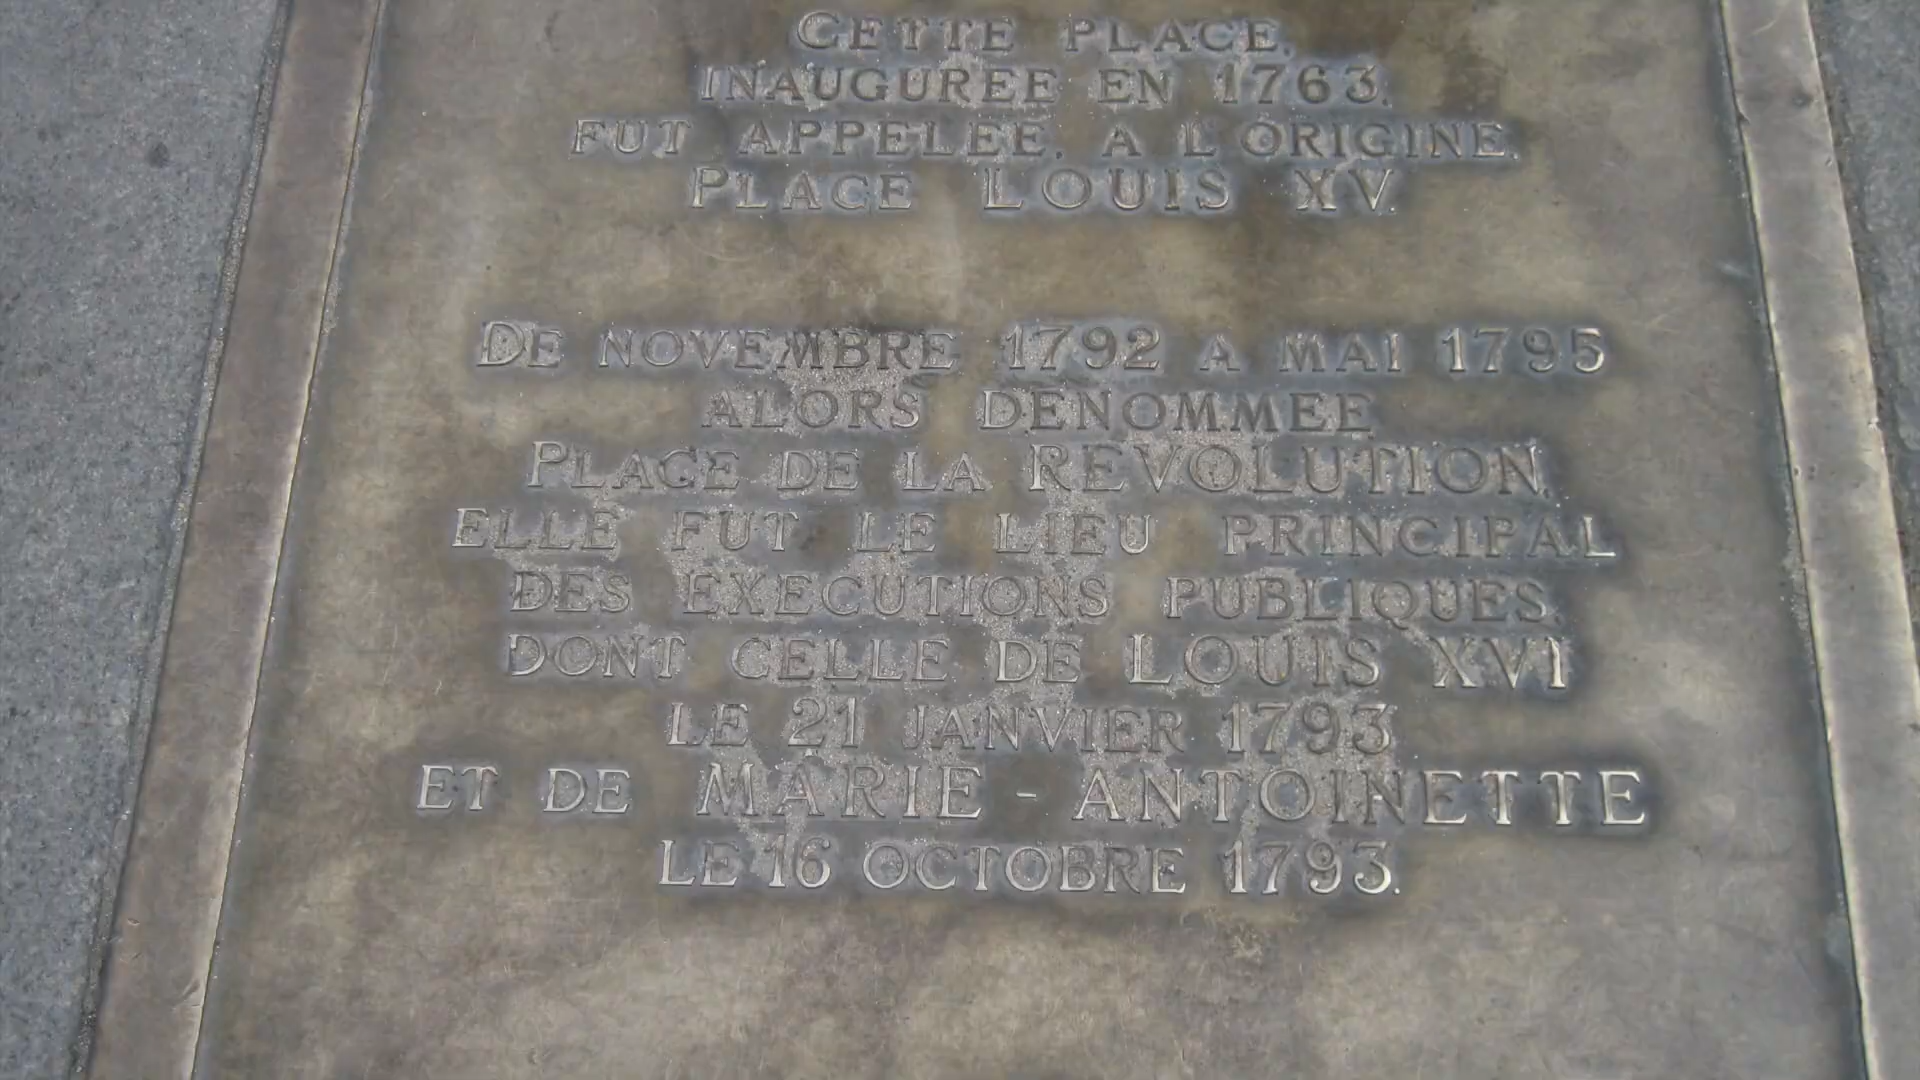 CETTE PLACE,
INAUGUREE EN 1763,
FUT APPELEE, A L'ORIGINE,
PLACE LOUIS XV.
DE NOVEMBRE 1792 A MAI 1795
ALORS DENOMMEE
PLACE DE LA REVOLUTION,
ELLE FUT LE LIEU PRINCIPAL
DES EXECUTIONS PUBLIQUES,
DONT CELLE DE LOUIS XVI
LE 21 JANVIER 1793
ET DE MARIE-ANTOINETTE
LE 16 OCTOBRE 1793.